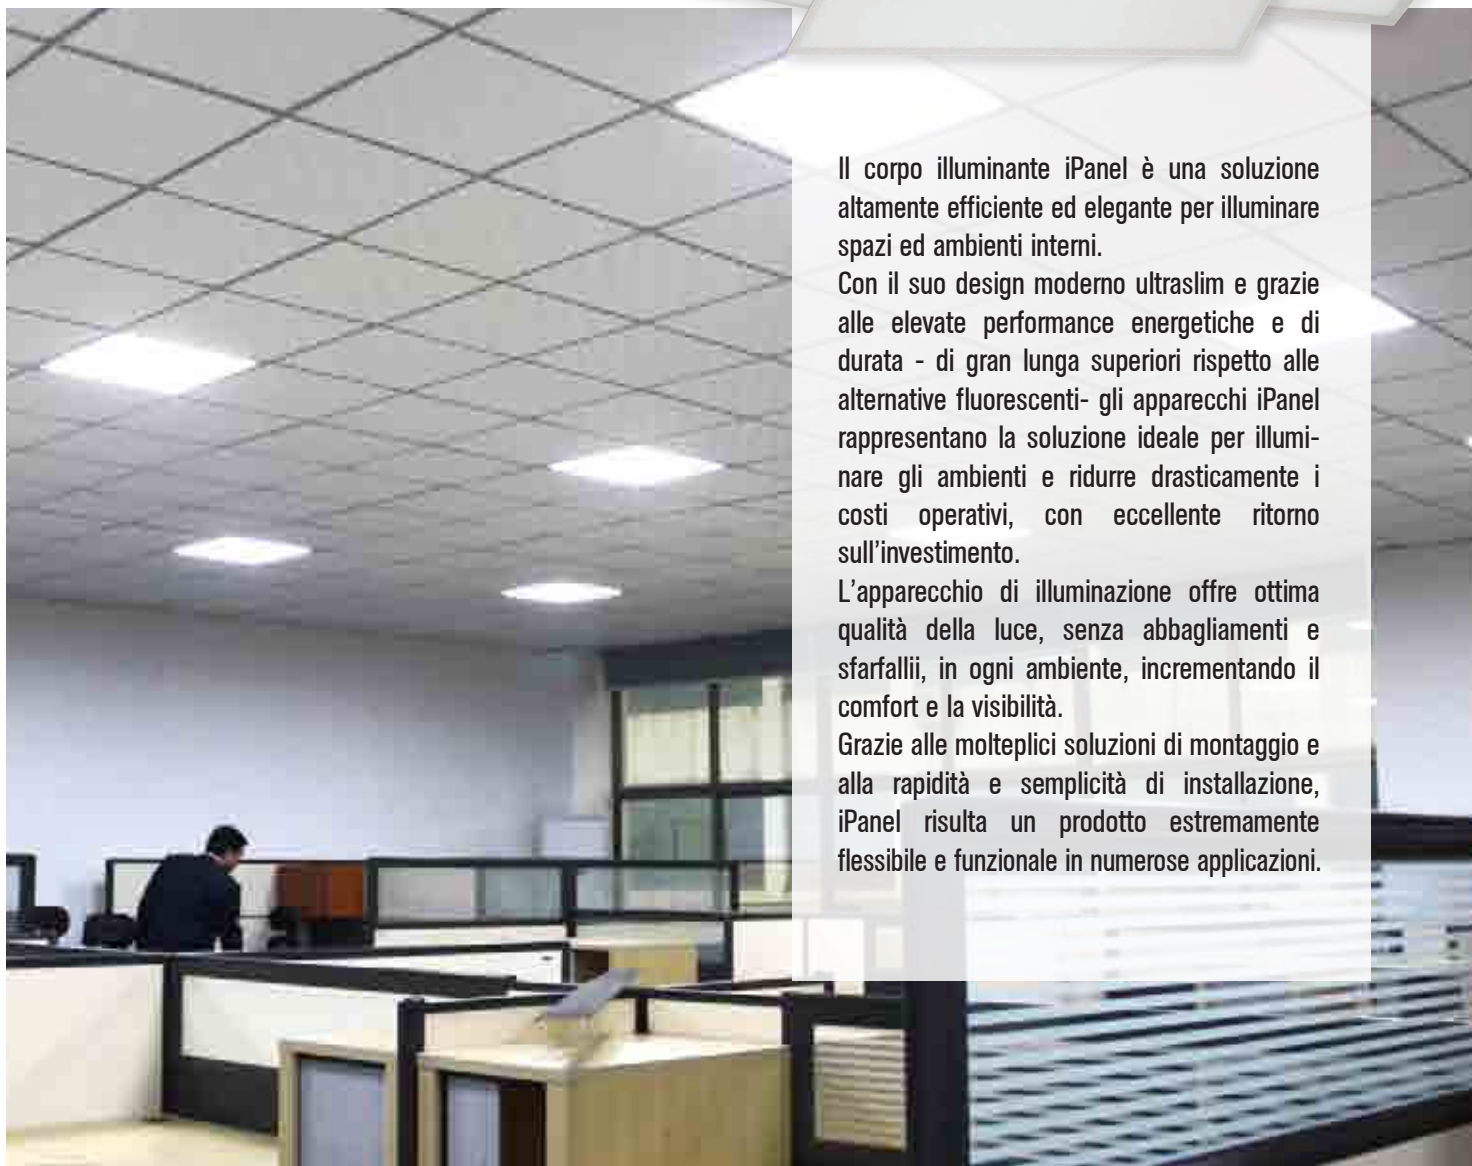 Il corpo illuminante iPanel è una soluzione
altamente efficiente ed elegante per illuminare
spazi ed ambienti interni.
Con il suo design moderno ultraslim e grazie
alle elevate performance energetiche e di
durata - di gran lunga superiori rispetto alle
alternative fluorescenti- gli apparecchi iPanel
rappresentano la soluzione ideale per illumi-
nare gli ambienti e ridurre drasticamente i
costi operativi, con eccellente ritorno
sull'investimento.
L'apparecchio di illuminazione offre ottima
qualità della luce, senza abbagliamenti e
sfarfallii, in ogni ambiente, incrementando il
comfort e la visibilità.
Grazie alle molteplici soluzioni di montaggio e
alla rapidità e semplicità di installazione,
iPanel risulta un prodotto estremamente
flessibile e funzionale in numerose applicazioni.